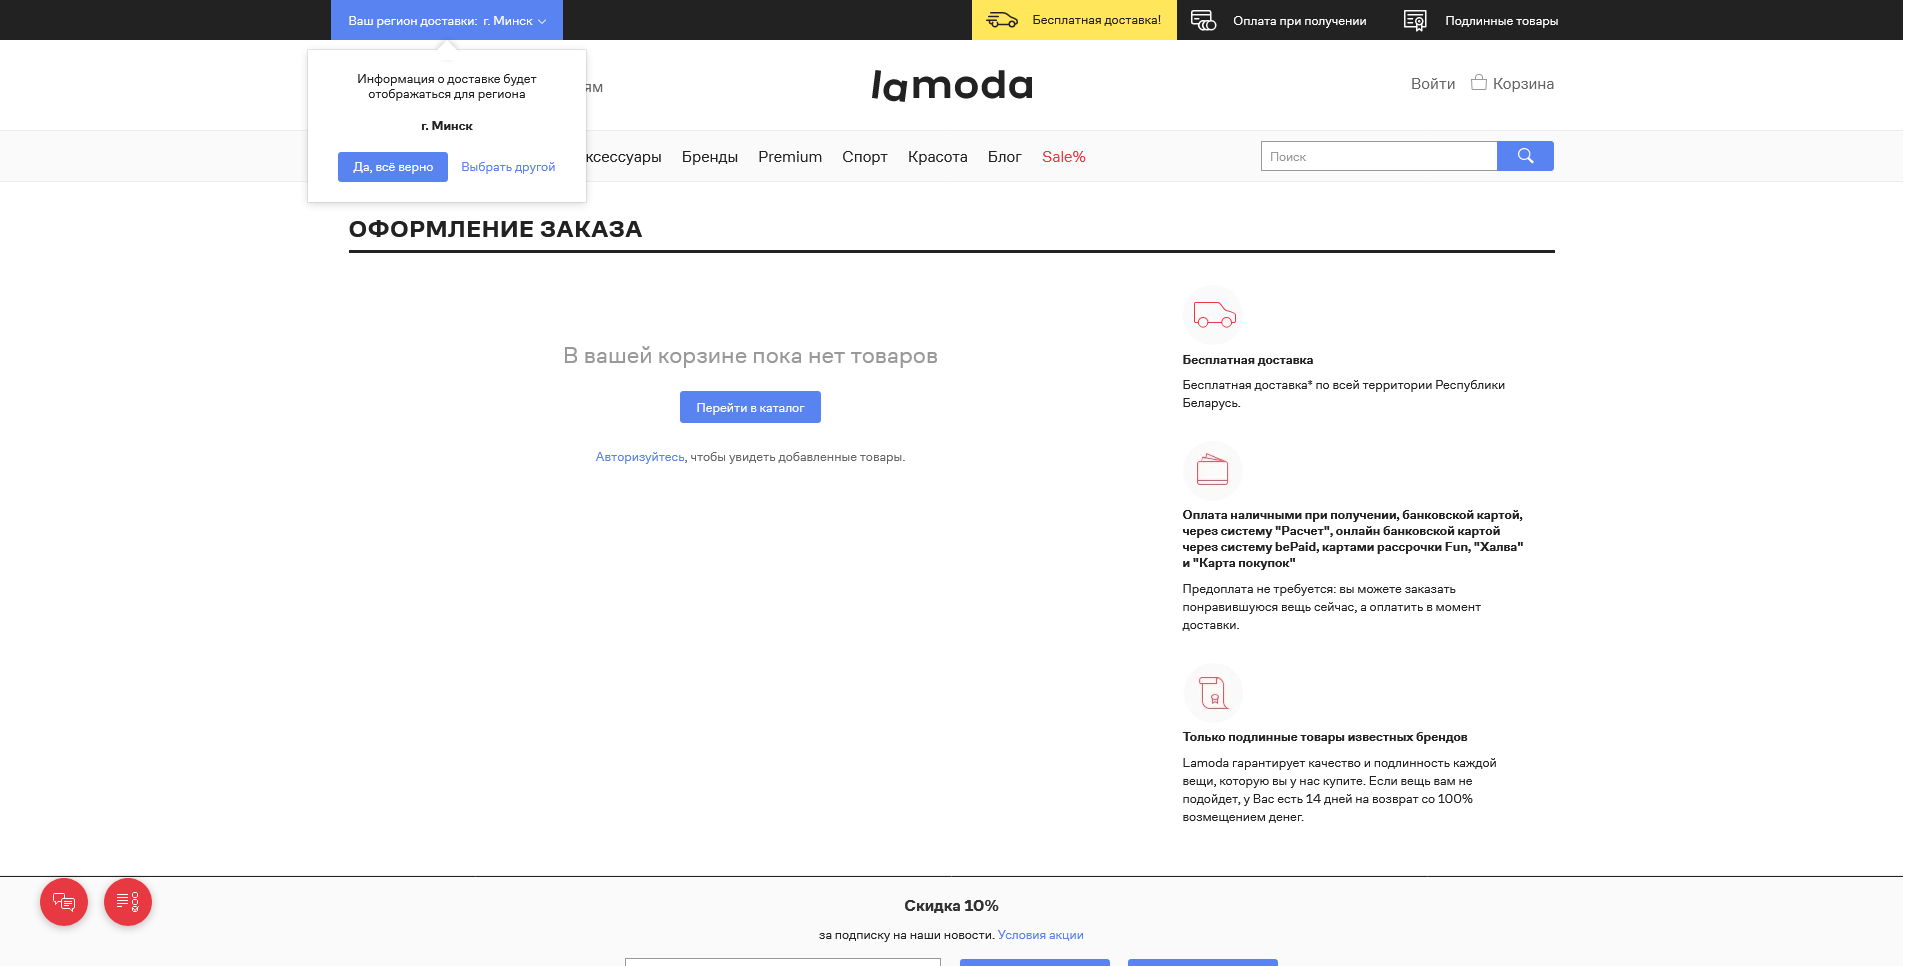 Ваш регион доставки: г. Минск
Бесплатная доставка!
Оплата при получении
Подлинные товары
Информация о доставке будет
отображаться для региона
г. Минск
Да, всё верно
Выбрать другой
lamoda
Войти
Корзина
Бренды
Premium
Спорт
Красота
Блог
Sale%
Поиск
ОФОРМЛЕНИЕ ЗАКАЗА
В вашей корзине пока нет товаров
Перейти в каталог
Авторизуйтесь, чтобы увидеть добавленные товары.
Бесплатная доставка
Бесплатная доставка* по всей территории Республики
Беларусь.
Оплата наличными при получении, банковской картой,
через систему "Расчет", онлайн банковской картой
через систему bePaid, картами рассрочки Fun, "Халва"
и "Карта покупок"
Предоплата не требуется: вы можете заказать
понравившуюся вещь сейчас, а оплатить в момент
доставки.
Только подлинные товары известных брендов
Lamoda гарантирует качество и подлинность каждой
вещи, которую вы у нас купите. Если вещь вам не
подойдет, у Вас есть 14 дней на возврат со 100%
возмещением денег.
Скидка 10%
за подписку на наши новости. Условия акции